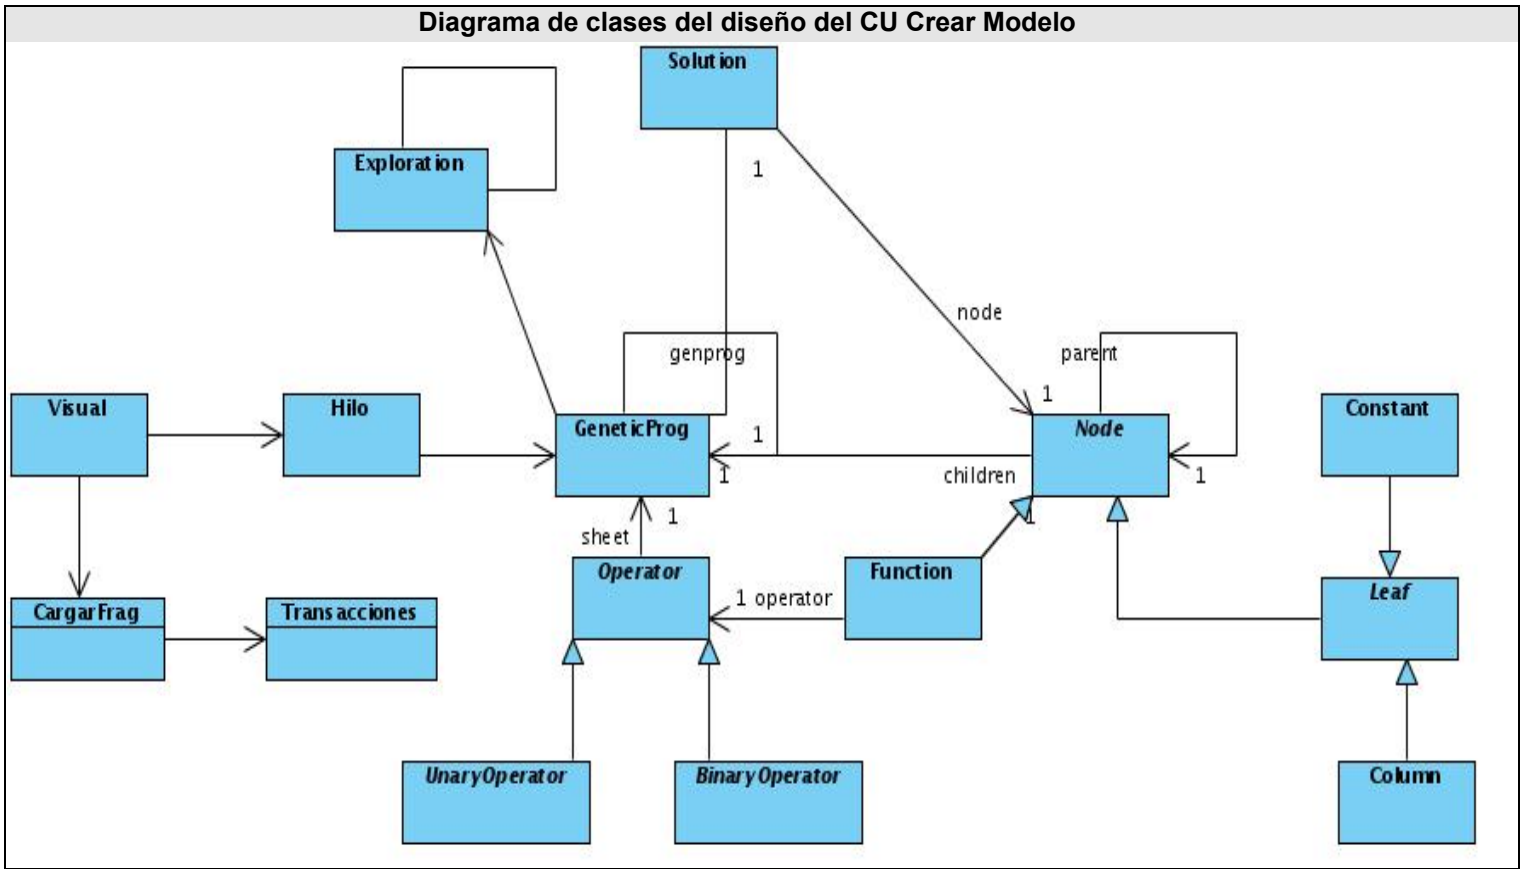 Diagrama de clases del diseño del CU Crear Modelo
Solution
Exploration
1
node
genprog
parent
1
Visual
Hilo
GeneticProg
1
Node
Constant
1
children
1
1
1
sheet
Operator
Function
Leaf
1 operator
CargarFrag
Transacciones
UnaryOperator
BinaryOperator
Column